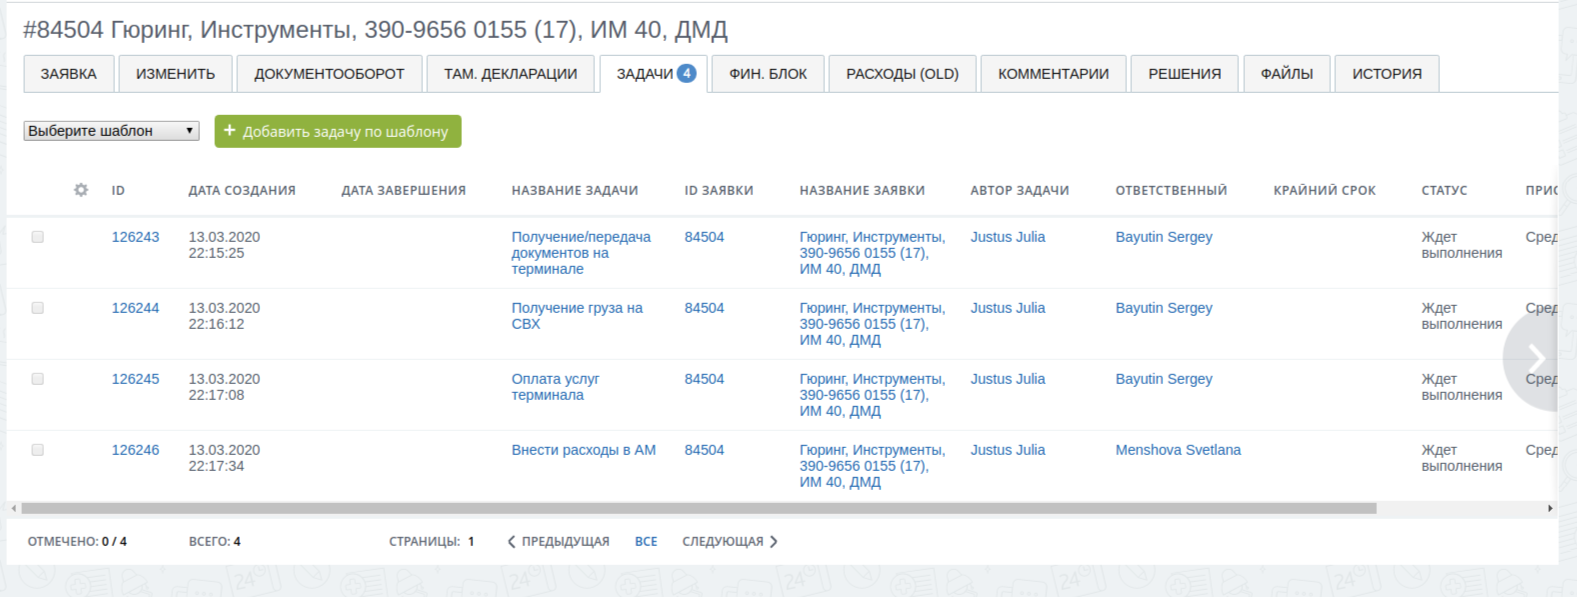 #84504 Гюринг, Инструменты, 390-9656 0155 (17), ИМ 40, ДМД
ЗАЯВКА ИЗМЕНИТЬ ДОКУМЕНТООБОРОТ ТАМ. ДЕКЛАРАЦИИ ЗАДАЧИ 4 ФИН. БЛОК РАСХОДЫ (OLD) КОММЕНТАРИИ РЕШЕНИЯ ФАЙЛЫ ИСТОРИЯ
Выберите шаблон + Добавить задачу по шаблону
ID ДАТА СОЗДАНИЯ ДАТА ЗАВЕРШЕНИЯ НАЗВАНИЕ ЗАДАЧИ ID ЗАЯВКИ НАЗВАНИЕ ЗАЯВКИ АВТОР ЗАДАЧИ ОТВЕТСТВЕННЫЙ КРАЙНИЙ СРОК СТАТУС ПРИО
126243 13.03.2020 Получение/передача 84504 Гюринг, Инструменты, Justus Julia Bayutin Sergey Ждет Сред
22:15:25 документов на 390-9656 0155 (17), выполнения
терминале ИМ 40, ДМД
126244 13.03.2020 Получение груза на 84504 Гюринг, Инструменты, Justus Julia Bayutin Sergey Ждет Сред
22:16:12 СВХ 390-9656 0155 (17), выполнения
ИМ 40, ДМД
126245 13.03.2020 Оплата услуг 84504 Гюринг, Инструменты, Justus Julia Bayutin Sergey Ждет Сред
22:17:08 терминала 390-9656 0155 (17), выполнения
ИМ 40, ДМД
126246 13.03.2020 Внести расходы в АМ 84504 Гюринг, Инструменты, Justus Julia Menshova Svetlana Ждет Сред
22:17:34 390-9656 0155 (17), выполнения
ИМ 40, ДМД
ОТМЕЧЕНО: 0 / 4 ВСЕГО: 4 СТРАНИЦЫ: 1 ПРЕДЫДУЩАЯ ВСЕ СЛЕДУЮЩАЯ
24 24 24 24